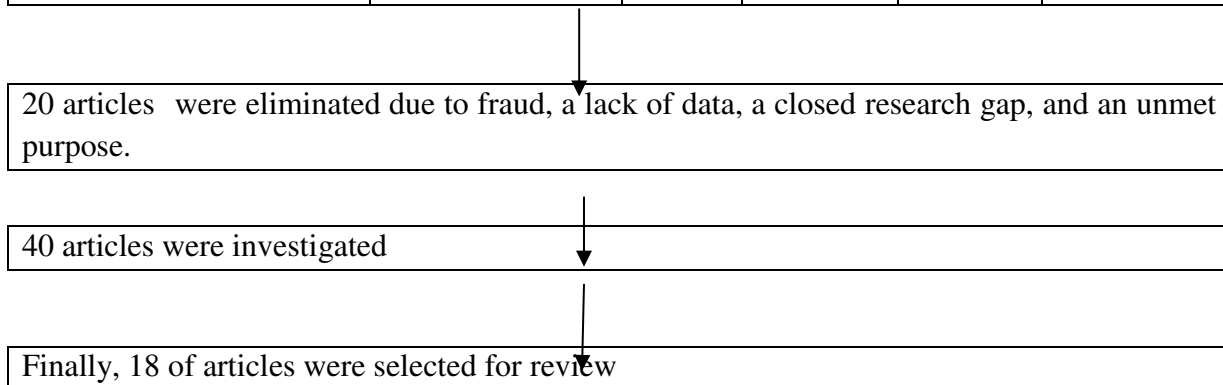 20 articles were eliminated due to fraud, a lack of data, a closed research gap, and an unmet
purpose.
40 articles were investigated
Finally, 18 of articles were selected for review